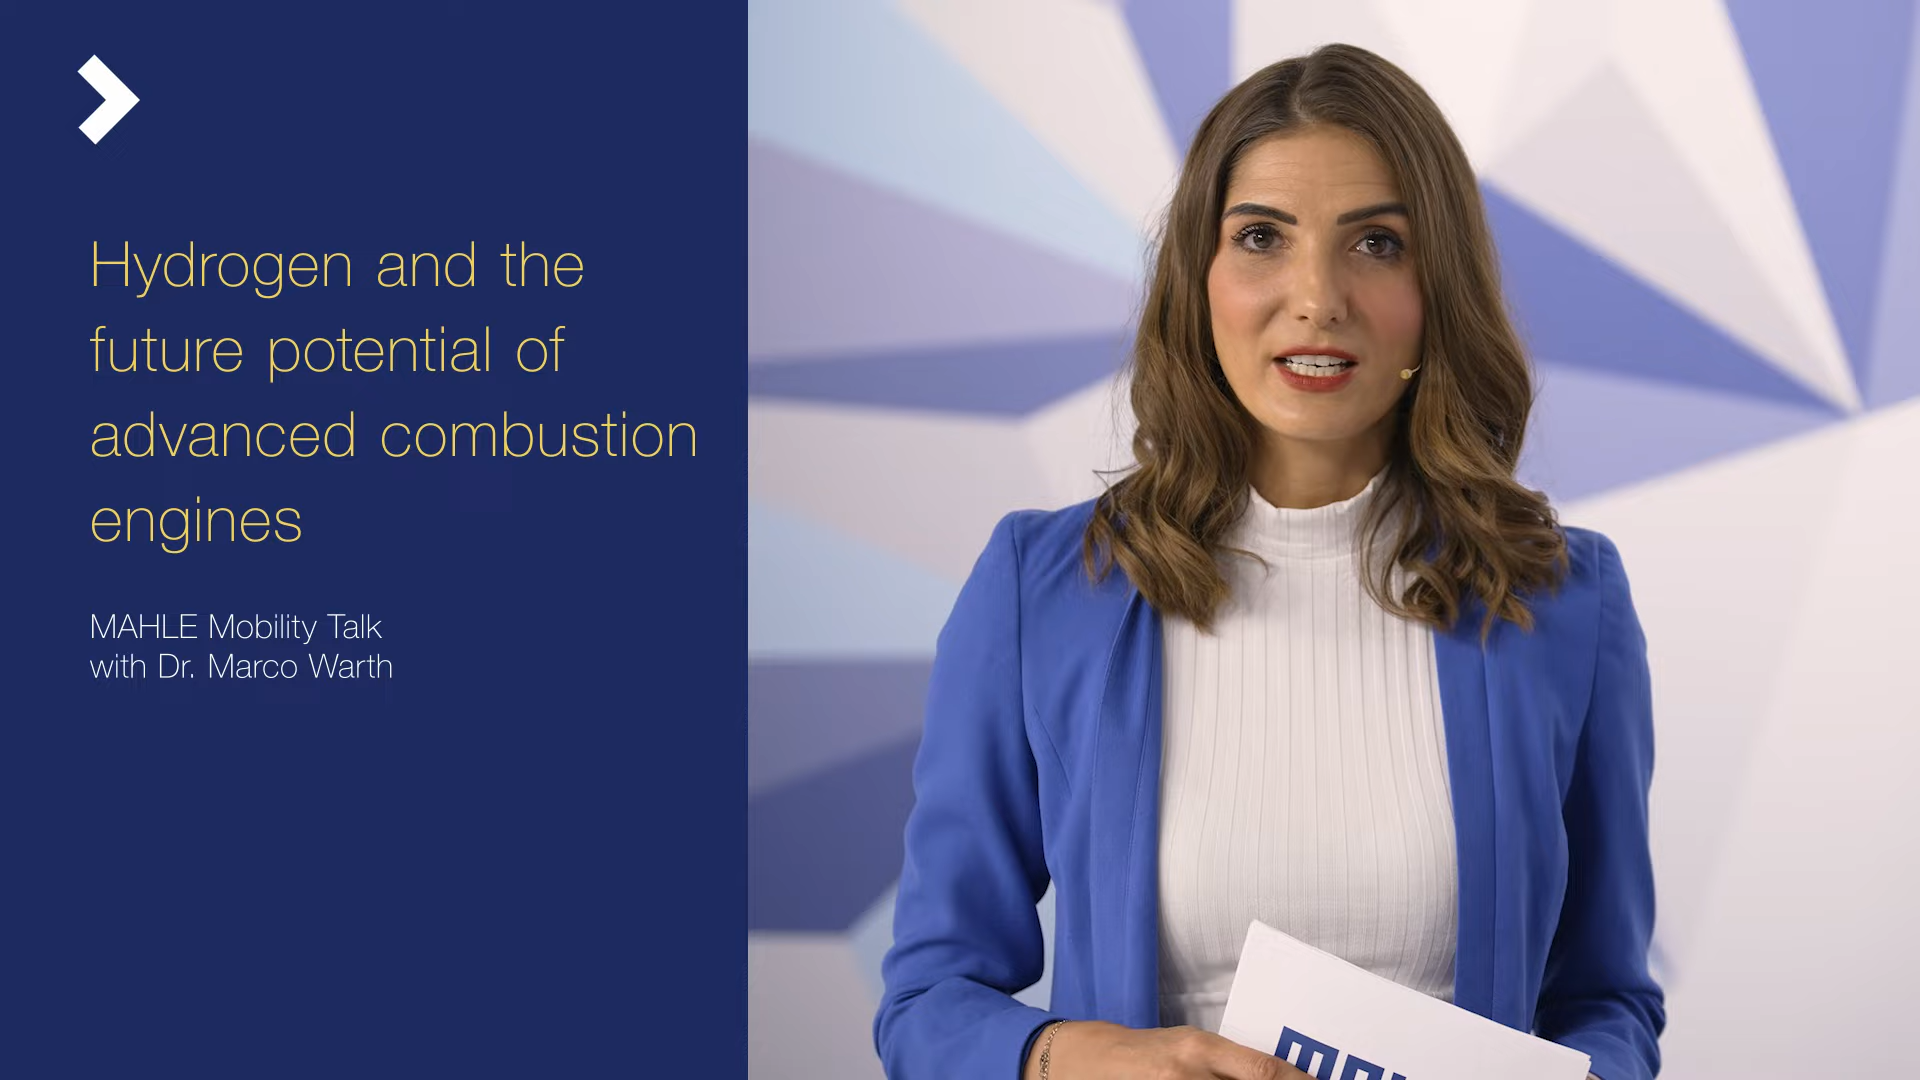 Hydrogen and the
future potential of
advanced combustion
engines
MAHLE Mobility Talk
with Dr. Marco Warth